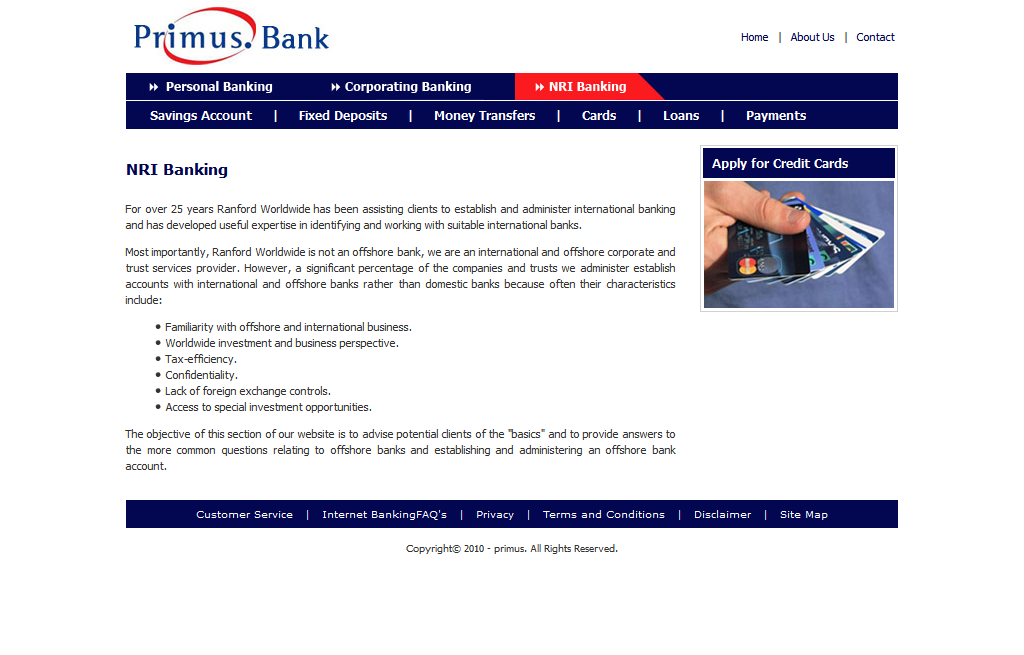 Primus. Bank
Home | About Us | Contact
Personal Banking Corporating Banking NRI Banking
Savings Account | Fixed Deposits | Money Transfers | Cards | Loans | Payments
NRI Banking
For over 25 years Ranford Worldwide has been assisting clients to establish and administer international banking
and has developed useful expertise in identifying and working with suitable international banks.
Most importantly, Ranford Worldwide is not an offshore bank, we are an international and offshore corporate and
trust services provider. However, a significant percentage of the companies and trusts we administer establish
accounts with international and offshore banks rather than domestic banks because often their characteristics
include:
• Familiarity with offshore and international business.
• Worldwide investment and business perspective.
• Tax-efficiency.
• Confidentiality.
• Lack of foreign exchange controls.
• Access to special investment opportunities.
The objective of this section of our website is to advise potential clients of the "basics" and to provide answers to
the more common questions relating to offshore banks and establishing and administering an offshore bank
account.
Apply for Credit Cards
Customer Service | Internet BankingFAQ's | Privacy | Terms and Conditions | Disclaimer | Site Map
Copyright© 2010 - primus. All Rights Reserved.